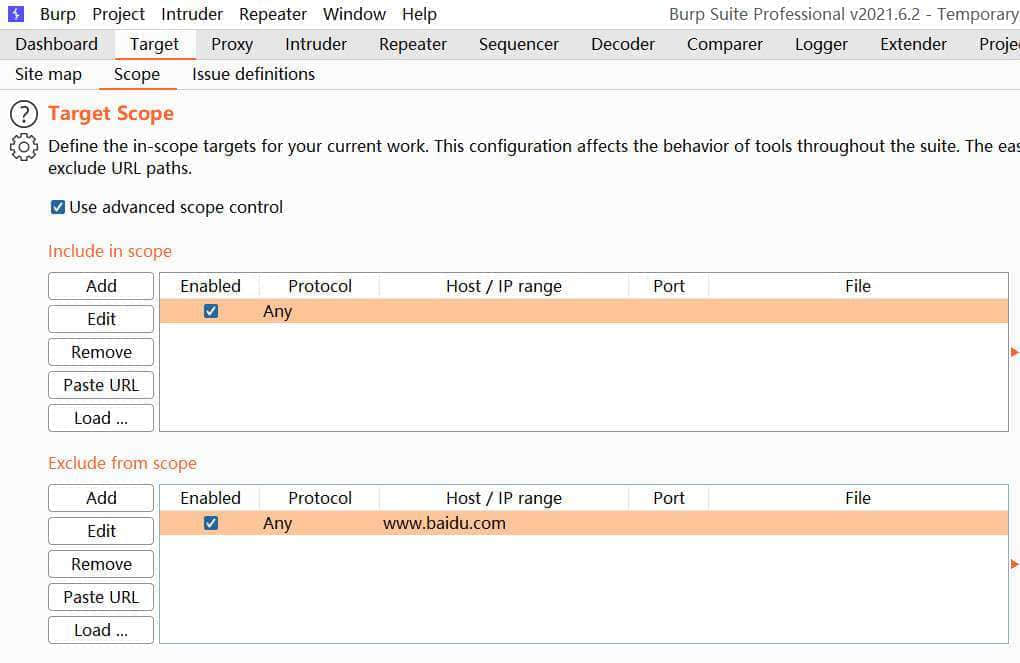 Burp Project Intruder Repeater Window Help Burp Suite Professional v2021.6.2 - Temporary
Dashboard Target Proxy Intruder Repeater Sequencer Decoder Comparer Logger Extender Proje
Site map Scope Issue definitions
? Target Scope
Define the in-scope targets for your current work. This configuration affects the behavior of tools throughout the suite. The eas
exclude URL paths.
Use advanced scope control
Include in scope
Add Enabled Protocol Host / IP range Port File
Any
Edit
Remove
Paste URL
Load ...
Exclude from scope
Add Enabled Protocol Host / IP range Port File
Any www.baidu.com
Edit
Remove
Paste URL
Load ...